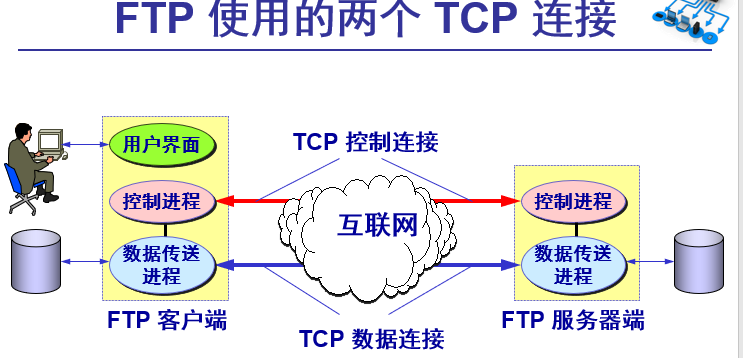 FTP 使用的两个 TCP 连接
TCP 控制连接
用户界面
控制进程
数据传送
进程
FTP 客户端
互联网
控制进程
数据传送
进程
FTP 服务器端
TCP 数据连接